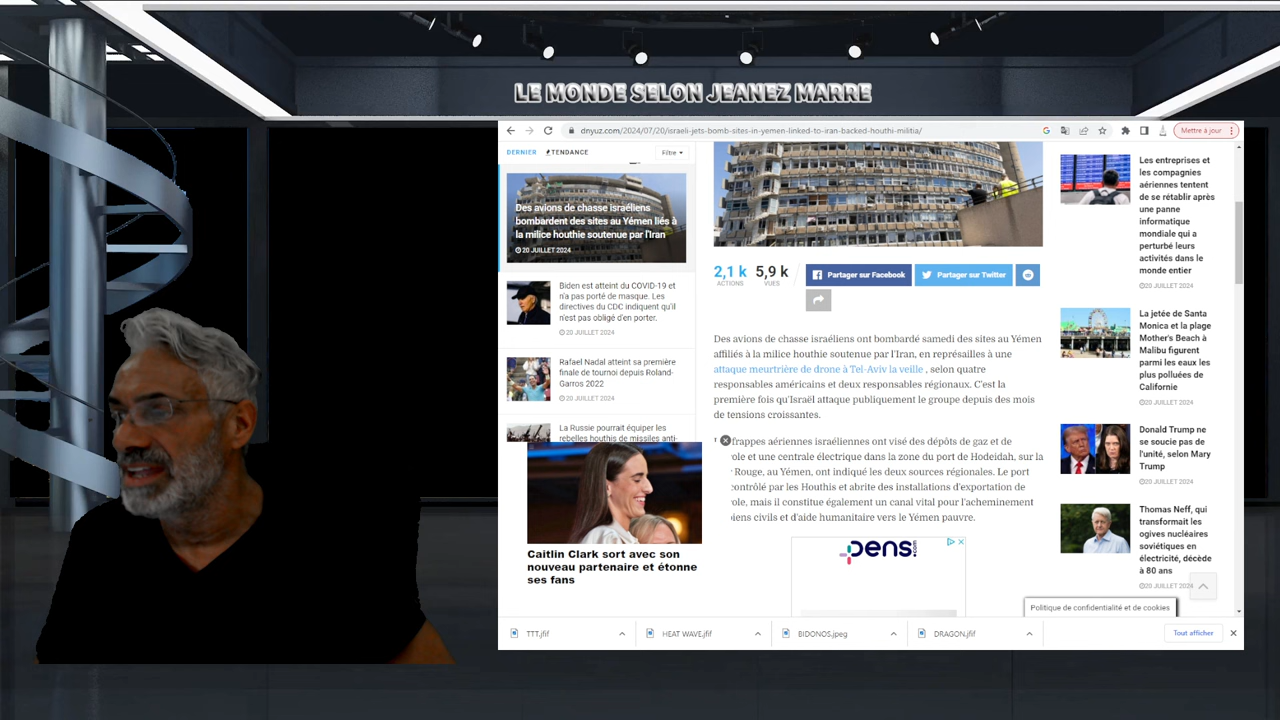 LE MONDE SELON JEANEZ MARRE
dnyuz.com/2024/07/20/israeli-jets-bomb-sites-in-yemen-linked-to-iran-backed-houthi-militia/
Mettre à jour
DERNIER
TENDANCE
Filtre
Des avions de chasse israéliens
bombardent des sites au Yémen liés à
la milice houthie soutenue par l'Iran
20 JUILLET 2024
Biden est atteint du COVID-19 et
n'a pas porté de masque. Les
directives du CDC indiquent qu'il
n'est pas obligé d'en porter.
20 JUILLET 2024
Rafael Nadal atteint sa première
finale de tournoi depuis Roland-
Garros 2022
20 JUILLET 2024
La Russie pourrait équiper les
rebelles houthis de missiles anti-
Caitlin Clark sort avec son
nouveau partenaire et étonne
ses fans
2,1 k
ACTIONS
5,9 k
VUES
Partager sur Facebook
Partager sur Twitter
Des avions de chasse israéliens ont bombardé samedi des sites au Yémen
affiliés à la milice houthie soutenue par l'Iran, en représailles à une
attaque meurtrière de drone à Tel-Aviv la veille , selon quatre
responsables américains et deux responsables régionaux. C'est la
première fois qu'Israël attaque publiquement le groupe depuis des mois
de tensions croissantes.
frappes aériennes israéliennes ont visé des dépôts de gaz et de
role et une centrale électrique dans la zone du port de Hodeidah, sur la
Rouge, au Yémen, ont indiqué les deux sources régionales. Le port
contrôlé par les Houthis et abrite des installations d'exportation de
role, mais il constitue également un canal vital pour l'acheminement
biens civils et d'aide humanitaire vers le Yémen pauvre.
pens.com
Les entreprises et
les compagnies
aériennes tentent
de se rétablir après
une panne
informatique
mondiale qui a
perturbé leurs
activités dans le
monde entier
20 JUILLET 2024
La jetée de Santa
Monica et la plage
Mother's Beach à
Malibu figurent
parmi les eaux les
plus polluées de
Californie
20 JUILLET 2024
Donald Trump ne
se soucie pas de
l'unité, selon Mary
Trump
20 JUILLET 2024
Thomas Neff, qui
transformait les
ogives nucléaires
soviétiques en
électricité, décède
à 80 ans
20 JUILLET 2024
Politique de confidentialité et de cookies
TTT.jfif
HEAT WAVE.jfif
BIDONOS.jpeg
DRAGON.jfif
Tout afficher